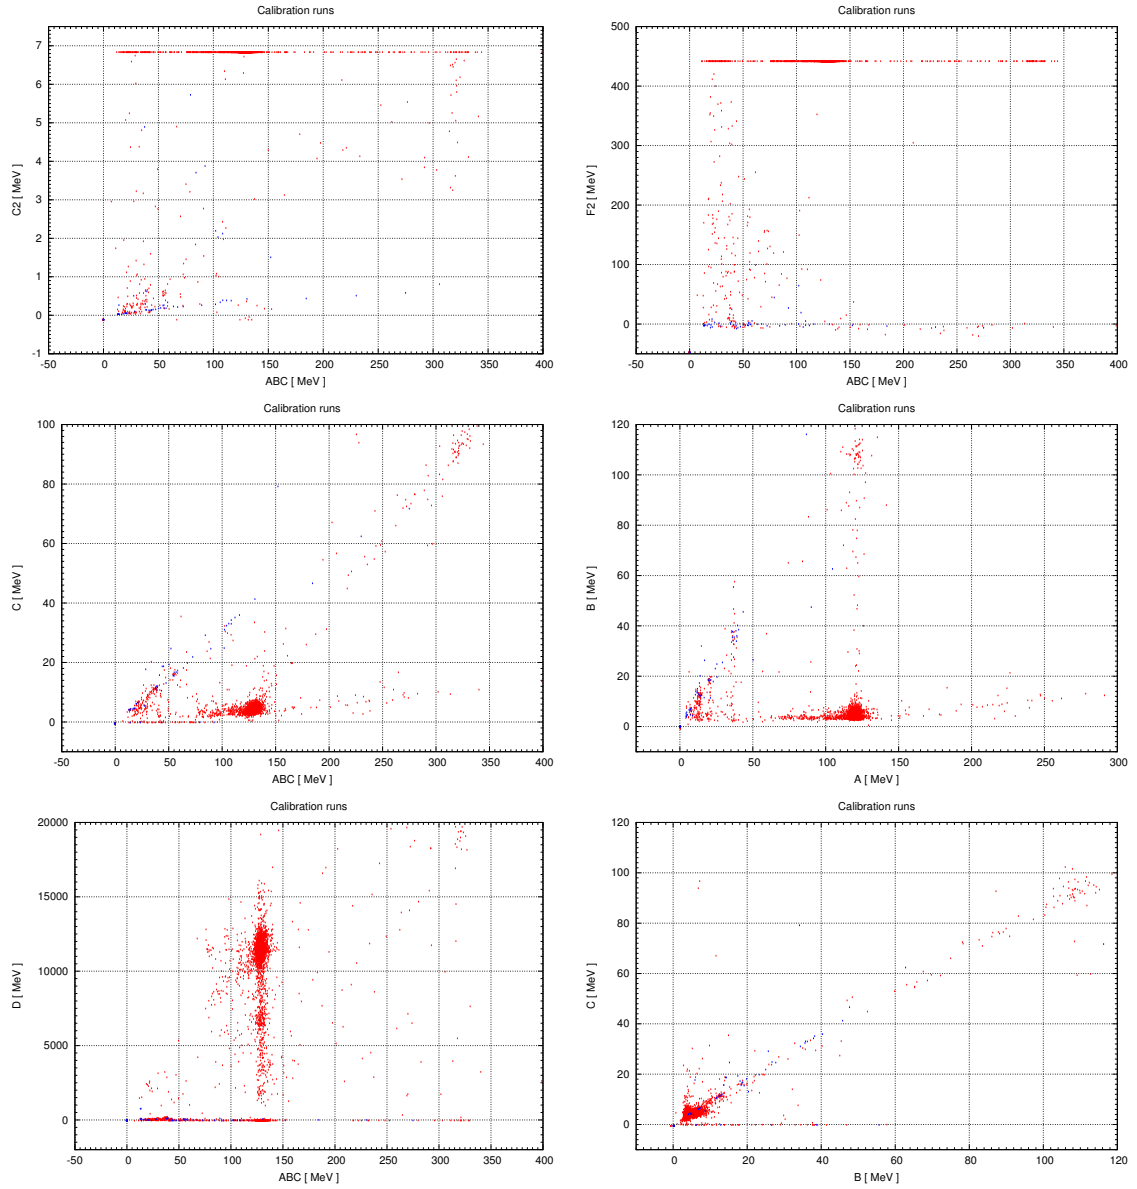 Calibration runs
7
6
5
4
3
2
1
0
-1
C2 [ MeV ]
-50 0 50 100 150 200 250 300 350 400
ABC [ MeV ]
Calibration runs
500
400
300
200
100
0
F2 [ MeV ]
-50 0 50 100 150 200 250 300 350 400
ABC [ MeV ]
Calibration runs
100
80
60
40
20
0
C [ MeV ]
-50 0 50 100 150 200 250 300 350 400
ABC [ MeV ]
Calibration runs
120
100
80
60
40
20
0
B [ MeV ]
0 50 100 150 200 250 300
A [ MeV ]
Calibration runs
20000
15000
10000
5000
0
D [ MeV ]
-50 0 50 100 150 200 250 300 350 400
ABC [ MeV ]
Calibration runs
120
100
80
60
40
20
0
C [ MeV ]
0 20 40 60 80 100 120
B [ MeV ]